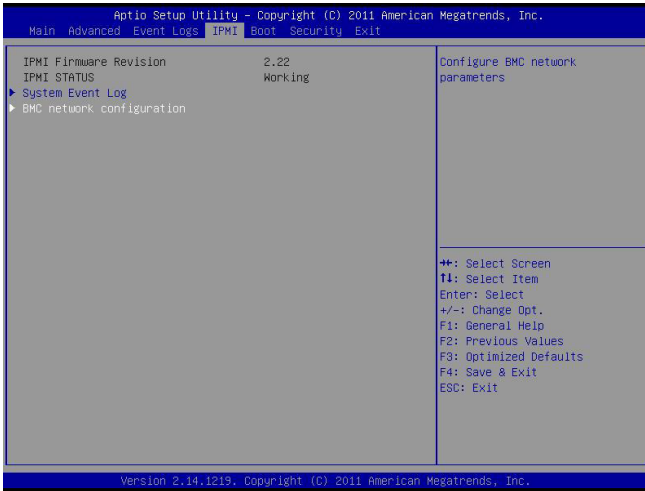 Aptio Setup Utility - Copyright (C) 2011 American Megatrends, Inc.
Main Advanced Event Logs IPMI Boot Security Exit
IPMI Firmware Revision 2.22
IPMI STATUS Working
System Event Log
BMC network configuration
Configure BMC network
parameters
→←: Select Screen
↑↓: Select Item
Enter: Select
+/-: Change Opt.
F1: General Help
F2: Previous Values
F3: Optimized Defaults
F4: Save & Exit
ESC: Exit
Version 2.14.1219. Copyright (C) 2011 American Megatrends, Inc.